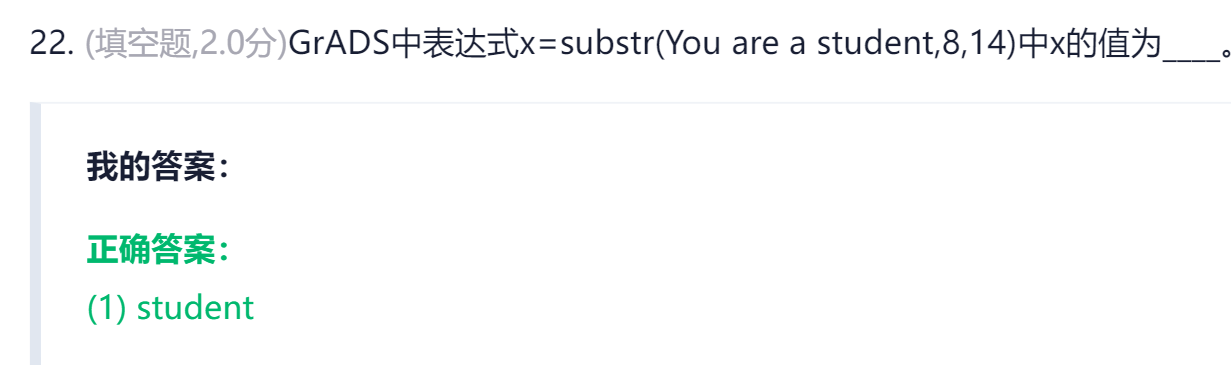 22. (填空题,2.0分)GrADS中表达式x=substr(You are a student,8,14)中x的值为____。
我的答案：
正确答案：
(1) student